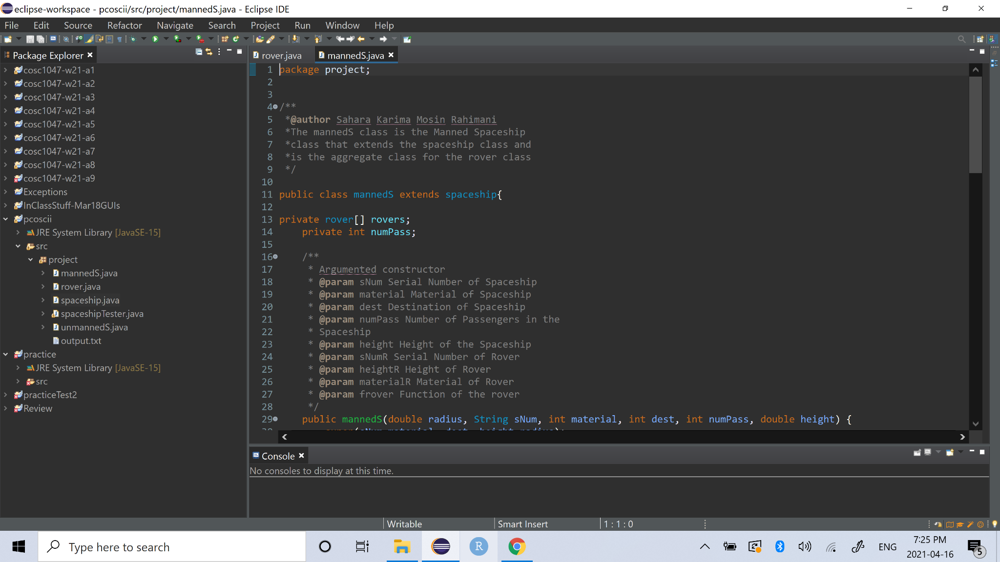 eclipse-workspace - pcoscii/src/project/mannedS.java - Eclipse IDE
File Edit Source Refactor Navigate Search Project Run Window Help
Package Explorer
cosc1047-w21-a1
cosc1047-w21-a2
cosc1047-w21-a3
cosc1047-w21-a4
cosc1047-w21-a5
cosc1047-w21-a6
cosc1047-w21-a7
cosc1047-w21-a8
cosc1047-w21-a9
Exceptions
InClassStuff-Mar18GUIs
pcoscii
JRE System Library [JavaSE-15]
src
project
mannedS.java
rover.java
spaceship.java
spaceshipTester.java
unmannedS.java
output.txt
practice
JRE System Library [JavaSE-15]
src
practiceTest2
Review
rover.java mannedS.java
1 package project;
2
3
4 /**
5 *@author Sahara Karima Mosin Rahimani
6 *The mannedS class is the Manned Spaceship
7 *class that extends the spaceship class and
8 *is the aggregate class for the rover class
9 */
10
11 public class mannedS extends spaceship{
12
13 private rover[] rovers;
14 private int numPass;
15
16 /**
17 * Argumented constructor
18 * @param sNum Serial Number of Spaceship
19 * @param material Material of Spaceship
20 * @param dest Destination of Spaceship
21 * @param numPass Number of Passengers in the
22 * Spaceship
23 * @param height Height of the Spaceship
24 * @param sNumR Serial Number of Rover
25 * @param heightR Height of Rover
26 * @param materialR Material of Rover
27 * @param frover Function of the rover
28 */
29 public mannedS(double radius, String sNum, int material, int dest, int numPass, double height) {
Console
No consoles to display at this time.
Writable Smart Insert 1 : 1 : 0
Type here to search
R
ENG
7:25 PM
2021-04-16
5